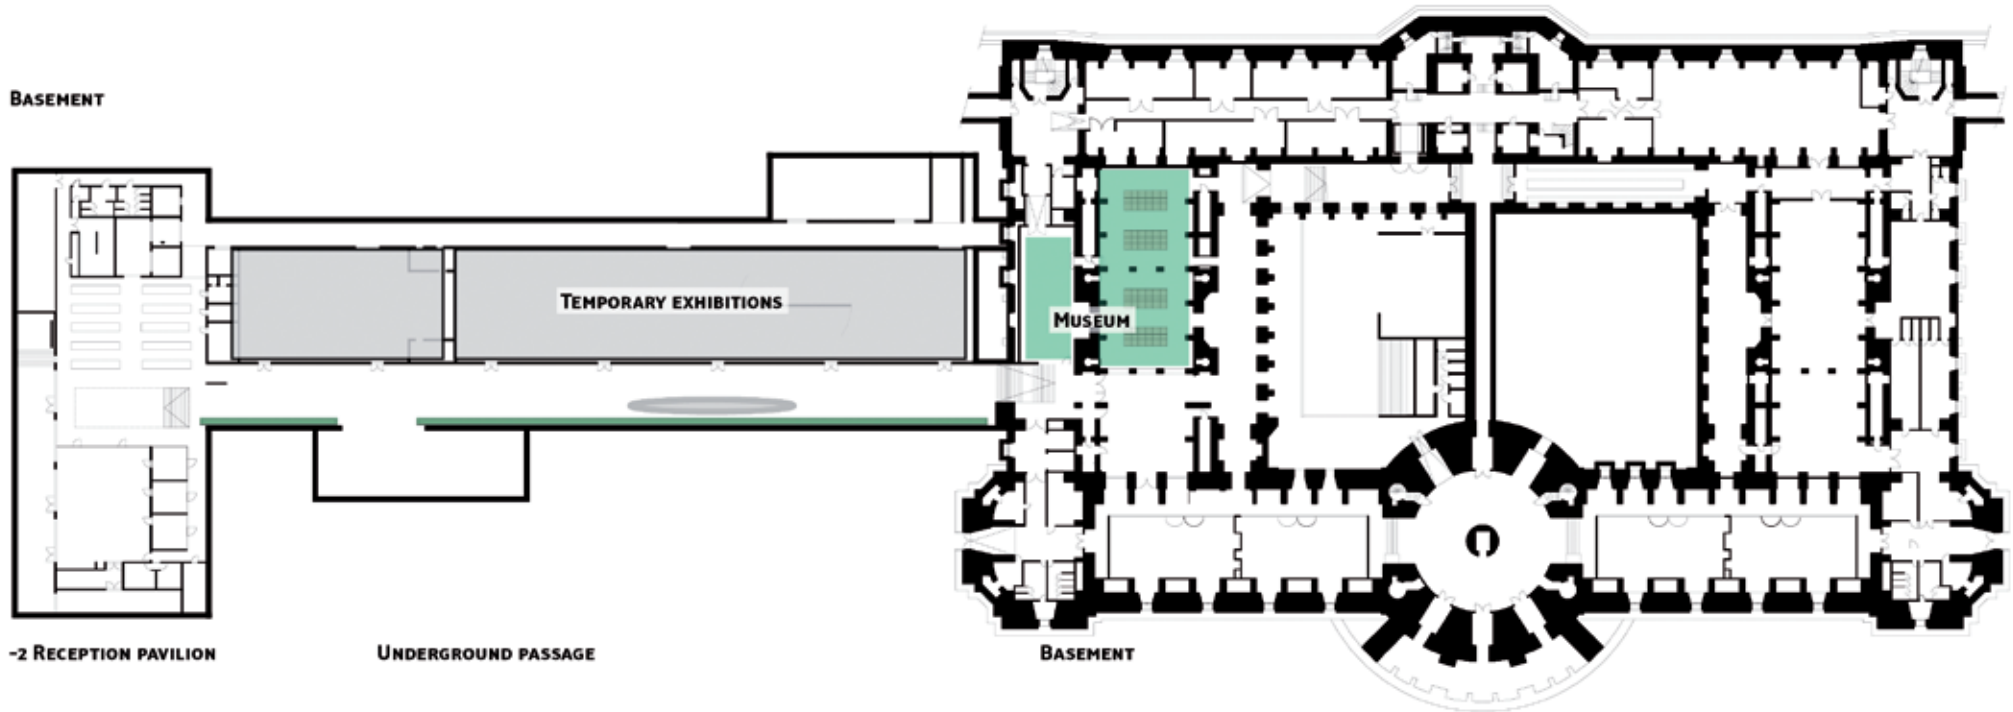 Basement
Temporary exhibitions
Museum
-2 Reception pavilion
Underground passage
Basement